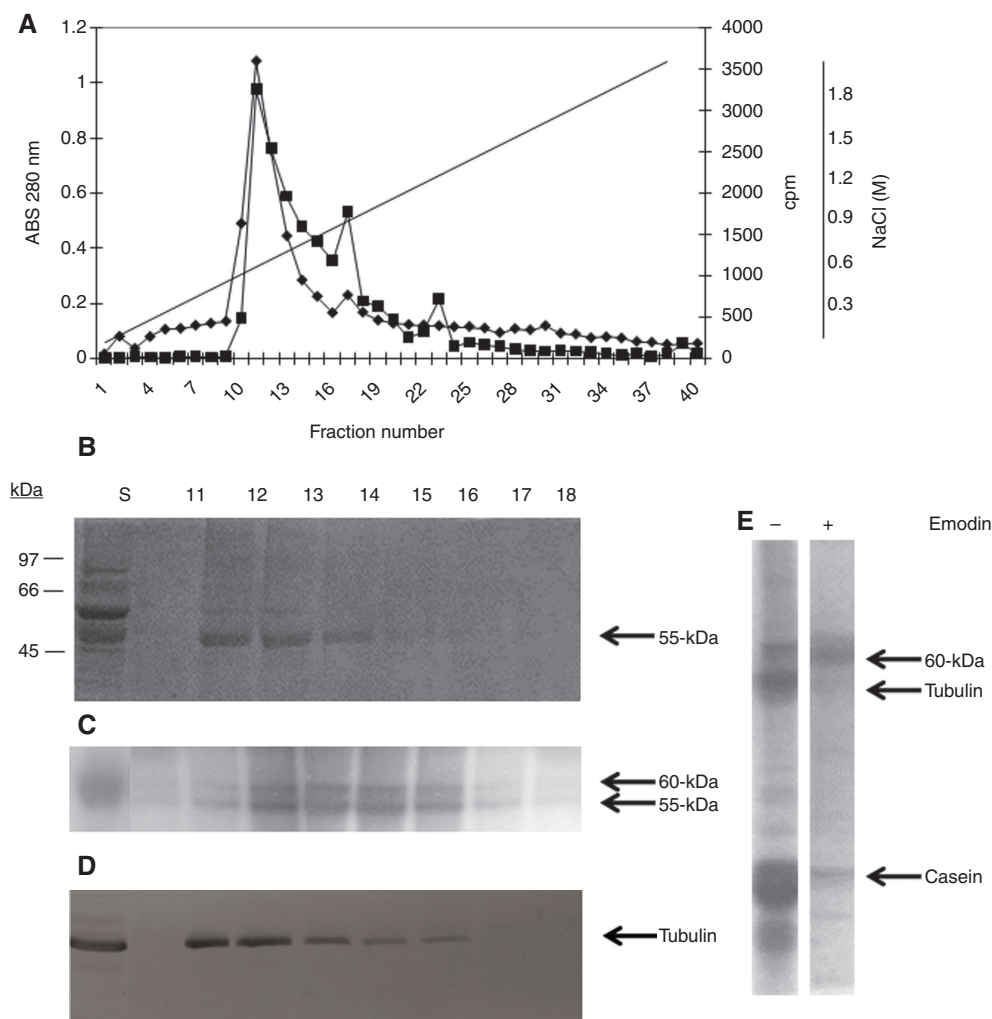 A
1.2
1
0.8
0.6
0.4
0.2
0
ABS 280 nm
4000
3500
3000
2500
2000
1500
1000
500
0
cpm
1.8
1.5
1.2
0.9
0.6
0.3
NaCl (M)
1 4 7 10 13 16 19 22 25 28 31 34 37 40
Fraction number
B
kDa S 11 12 13 14 15 16 17 18
97
66
45
55-kDa
C
60-kDa
55-kDa
D
Tubulin
E – + Emodin
60-kDa
Tubulin
Casein